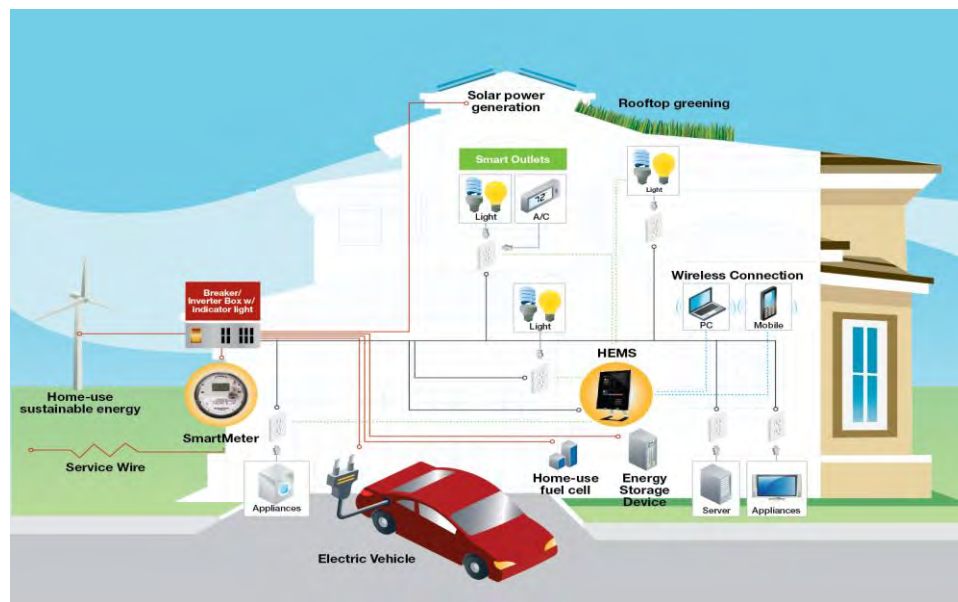 Solar power
generation
Rooftop greening
Smart Outlets
Light
72
A/C
Light
Breaker/
Inverter Box w/
Indicator light
Wireless Connection
PC
Mobile
Light
HEMS
Home-use
sustainable energy
SmartMeter
Service Wire
Appliances
Home-use
fuel cell
Energy
Storage
Device
Server
Appliances
Electric Vehicle